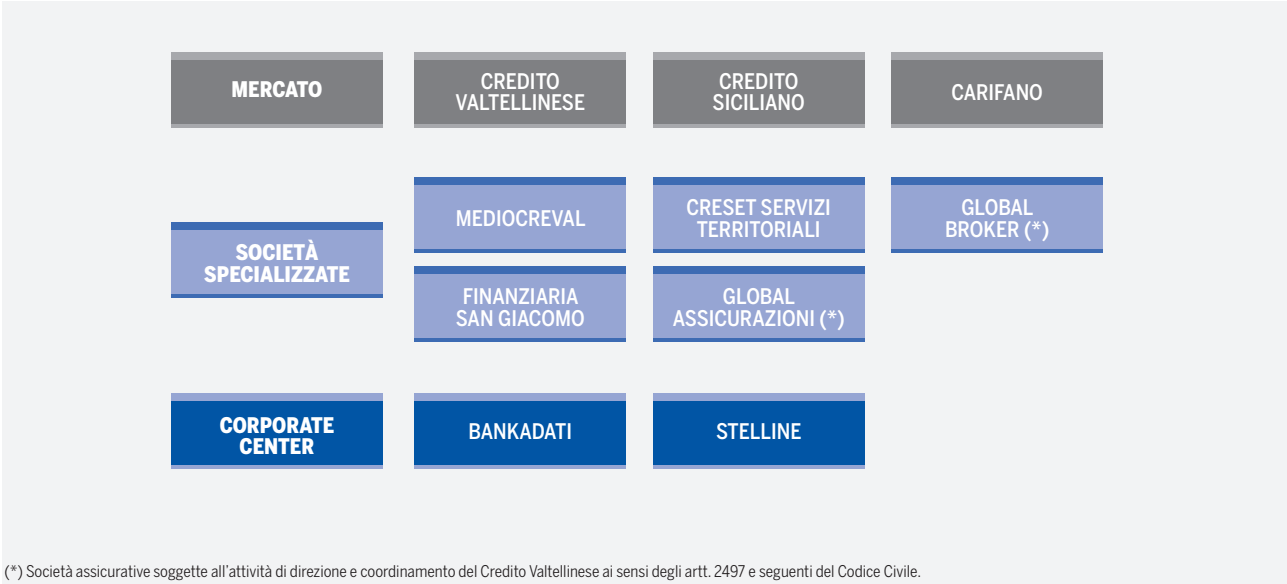 MERCATO
CREDITO
VALTELLINESE
CREDITO
SICILIANO
CARIFANO
SOCIETÀ
SPECIALIZZATE
MEDIOCREVAL
CRESET SERVIZI
TERRITORIALI
GLOBAL
BROKER (*)
FINANZIARIA
SAN GIACOMO
GLOBAL
ASSICURAZIONI (*)
CORPORATE
CENTER
BANKADATI
STELLINE
(*) Società assicurative soggette all'attività di direzione e coordinamento del Credito Valtellinese ai sensi degli artt. 2497 e seguenti del Codice Civile.